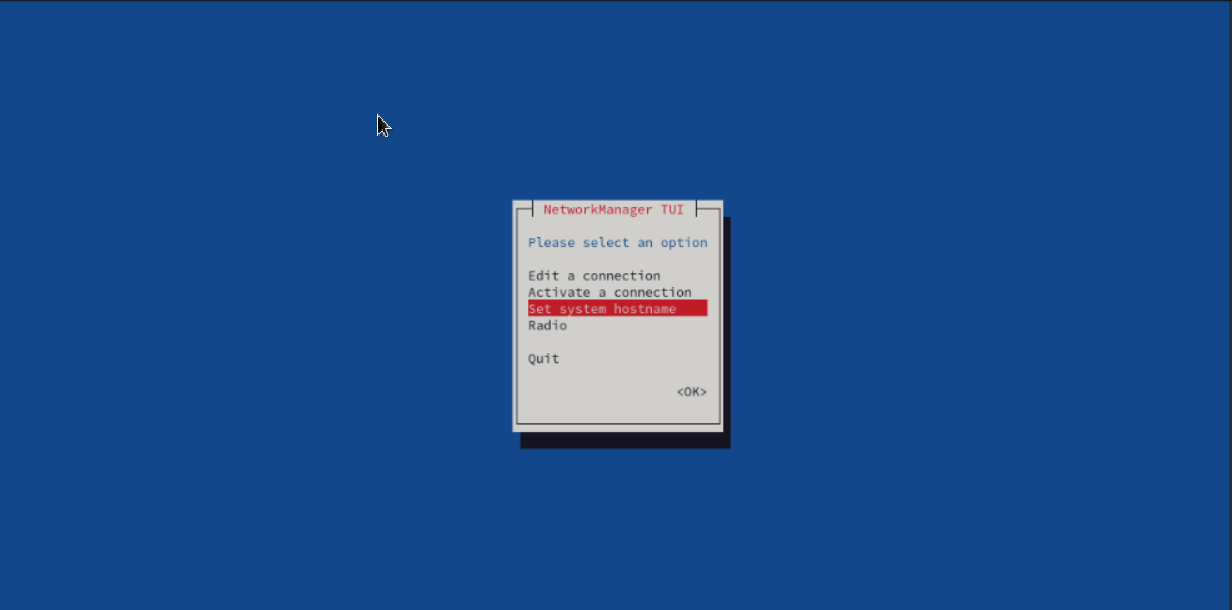 NetworkManager TUI
Please select an option
Edit a connection
Activate a connection
Set system hostname
Radio
Quit
<OK>